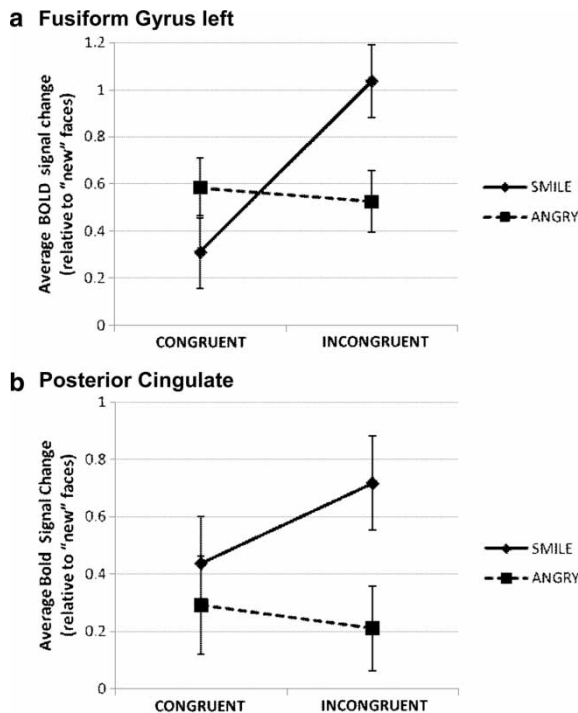 a Fusiform Gyrus left
Average BOLD signal change
(relative to "new" faces)
1.2
1
0.8
0.6
0.4
0.2
0
CONGRUENT INCONGRUENT
SMILE
ANGRY
b Posterior Cingulate
Average Bold Signal Change
(relative to "new" faces)
1
0.8
0.6
0.4
0.2
0
CONGRUENT INCONGRUENT
SMILE
ANGRY